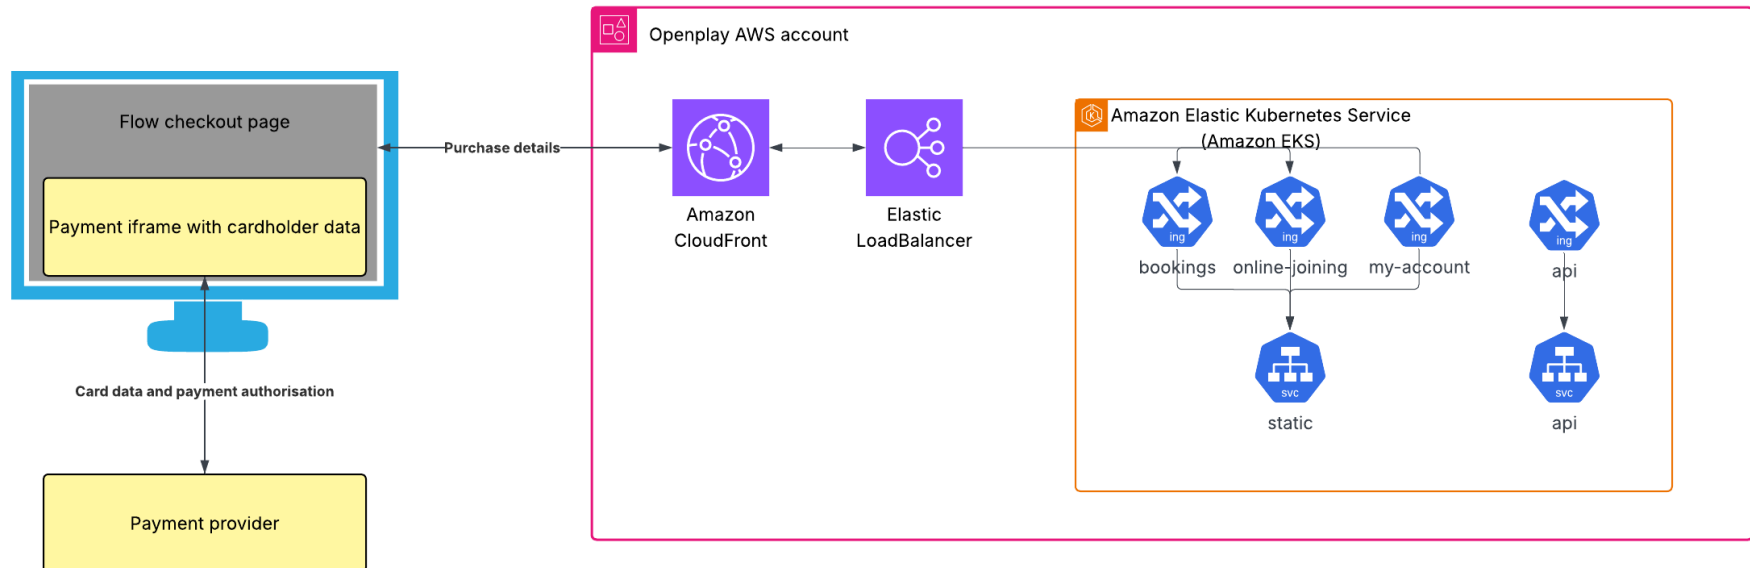 Openplay AWS account
Flow checkout page
Amazon Elastic Kubernetes Service
(Amazon EKS)
Purchase details
Payment iframe with cardholder data
Amazon
CloudFront
Elastic
LoadBalancer
ing
ing
ing
ing
bookings
online-joining
my-account
api
Card data and payment authorisation
svc
svc
static
api
Payment provider